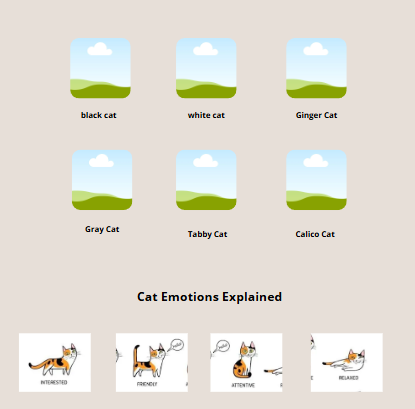 black cat
white cat
Ginger Cat
Gray Cat
Tabby Cat
Calico Cat
Cat Emotions Explained
INTERESTED
FRIENDLY
ATTENTIVE
RELAXED